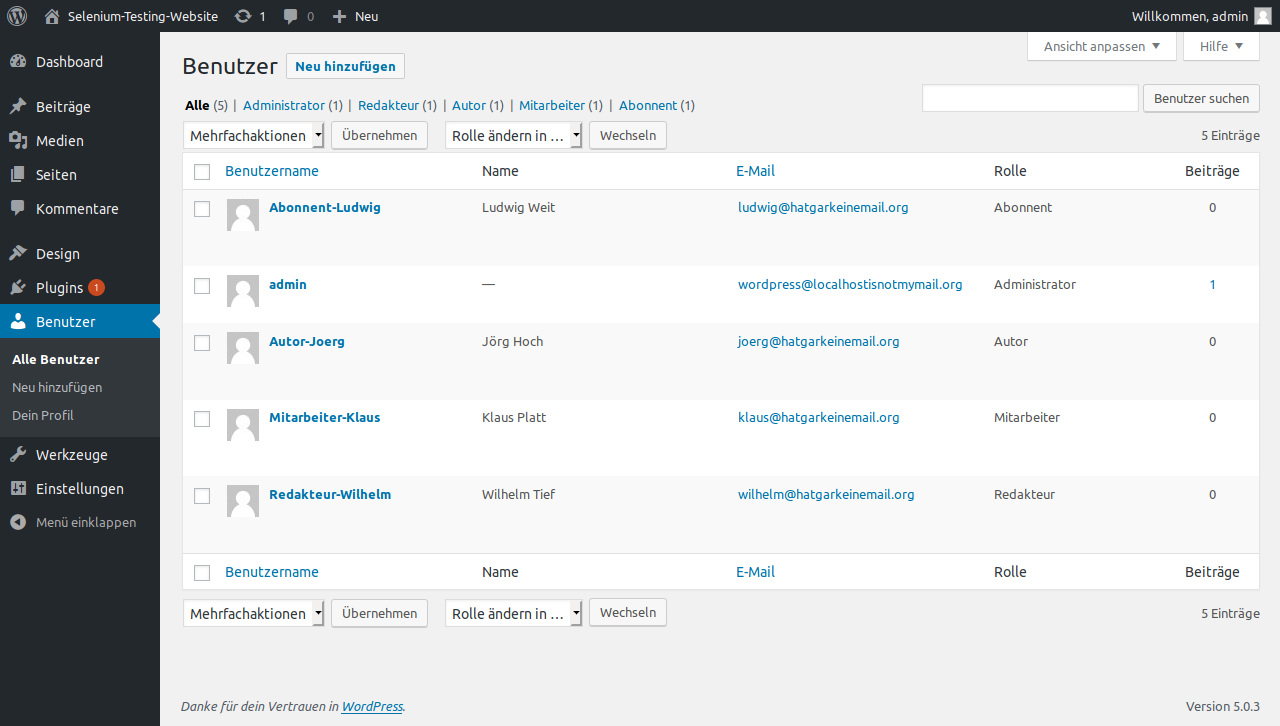 Selenium-Testing-Website 1 0 Neu Willkommen, admin
Ansicht anpassen Hilfe
Dashboard
Beiträge
Medien
Seiten
Kommentare
Design
Plugins 1
Benutzer
Alle Benutzer
Neu hinzufügen
Dein Profil
Werkzeuge
Einstellungen
Menü einklappen
Benutzer Neu hinzufügen
Alle (5) | Administrator (1) | Redakteur (1) | Autor (1) | Mitarbeiter (1) | Abonnent (1)
Benutzer suchen
Mehrfachaktionen Übernehmen Rolle ändern in … Wechseln 5 Einträge
Benutzername Name E-Mail Rolle Beiträge
Abonnent-Ludwig Ludwig Weit ludwig@hatgarkeinemail.org Abonnent 0
admin — wordpress@localhostisnotmymail.org Administrator 1
Autor-Joerg Jörg Hoch joerg@hatgarkeinemail.org Autor 0
Mitarbeiter-Klaus Klaus Platt klaus@hatgarkeinemail.org Mitarbeiter 0
Redakteur-Wilhelm Wilhelm Tief wilhelm@hatgarkeinemail.org Redakteur 0
Benutzername Name E-Mail Rolle Beiträge
Mehrfachaktionen Übernehmen Rolle ändern in … Wechseln 5 Einträge
Danke für dein Vertrauen in WordPress. Version 5.0.3